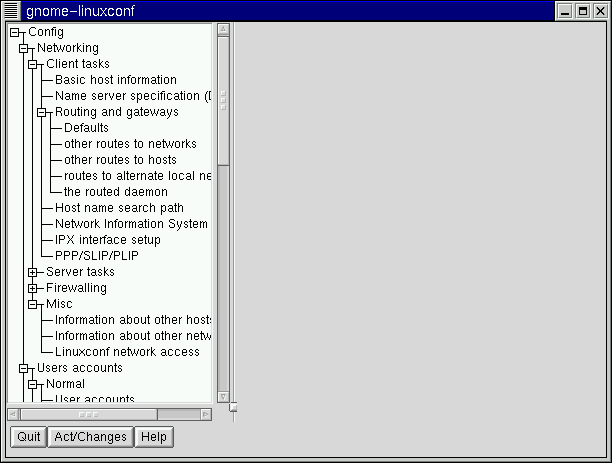 gnome-linuxconf
Config
Networking
Client tasks
Basic host information
Name server specification (
Routing and gateways
Defaults
other routes to networks
other routes to hosts
routes to alternate local ne
the routed daemon
Host name search path
Network Information System
IPX interface setup
PPP/SLIP/PLIP
Server tasks
Firewalling
Misc
Information about other hosts
Information about other netw
Linuxconf network access
Users accounts
Normal
User accounts
Quit Act/Changes Help